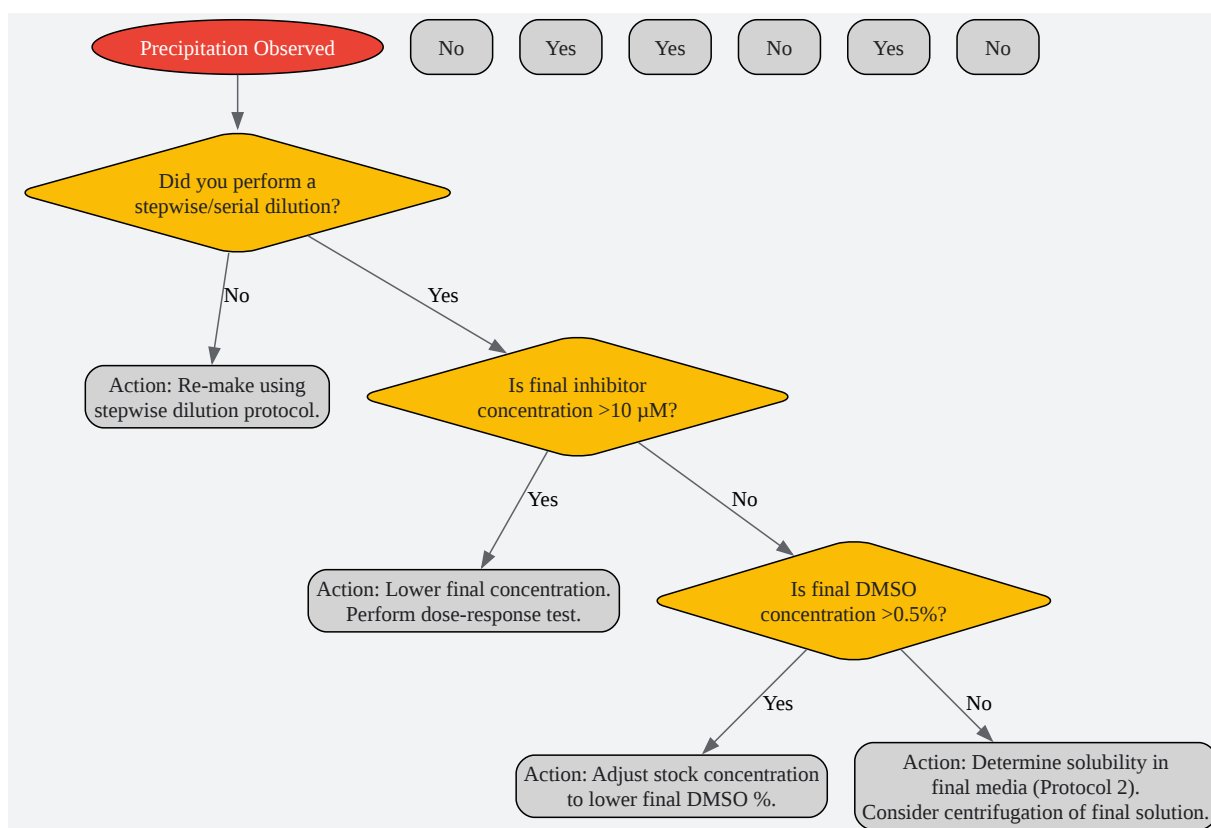 Precipitation Observed
No
Yes
Yes
No
Yes
No
Did you perform a
stepwise/serial dilution?
No
Yes
Action: Re-make using
stepwise dilution protocol.
Is final inhibitor
concentration >10 µM?
Yes
No
Action: Lower final concentration.
Perform dose-response test.
Is final DMSO
concentration >0.5%?
Yes
No
Action: Adjust stock concentration
to lower final DMSO %.
Action: Determine solubility in
final media (Protocol 2).
Consider centrifugation of final solution.